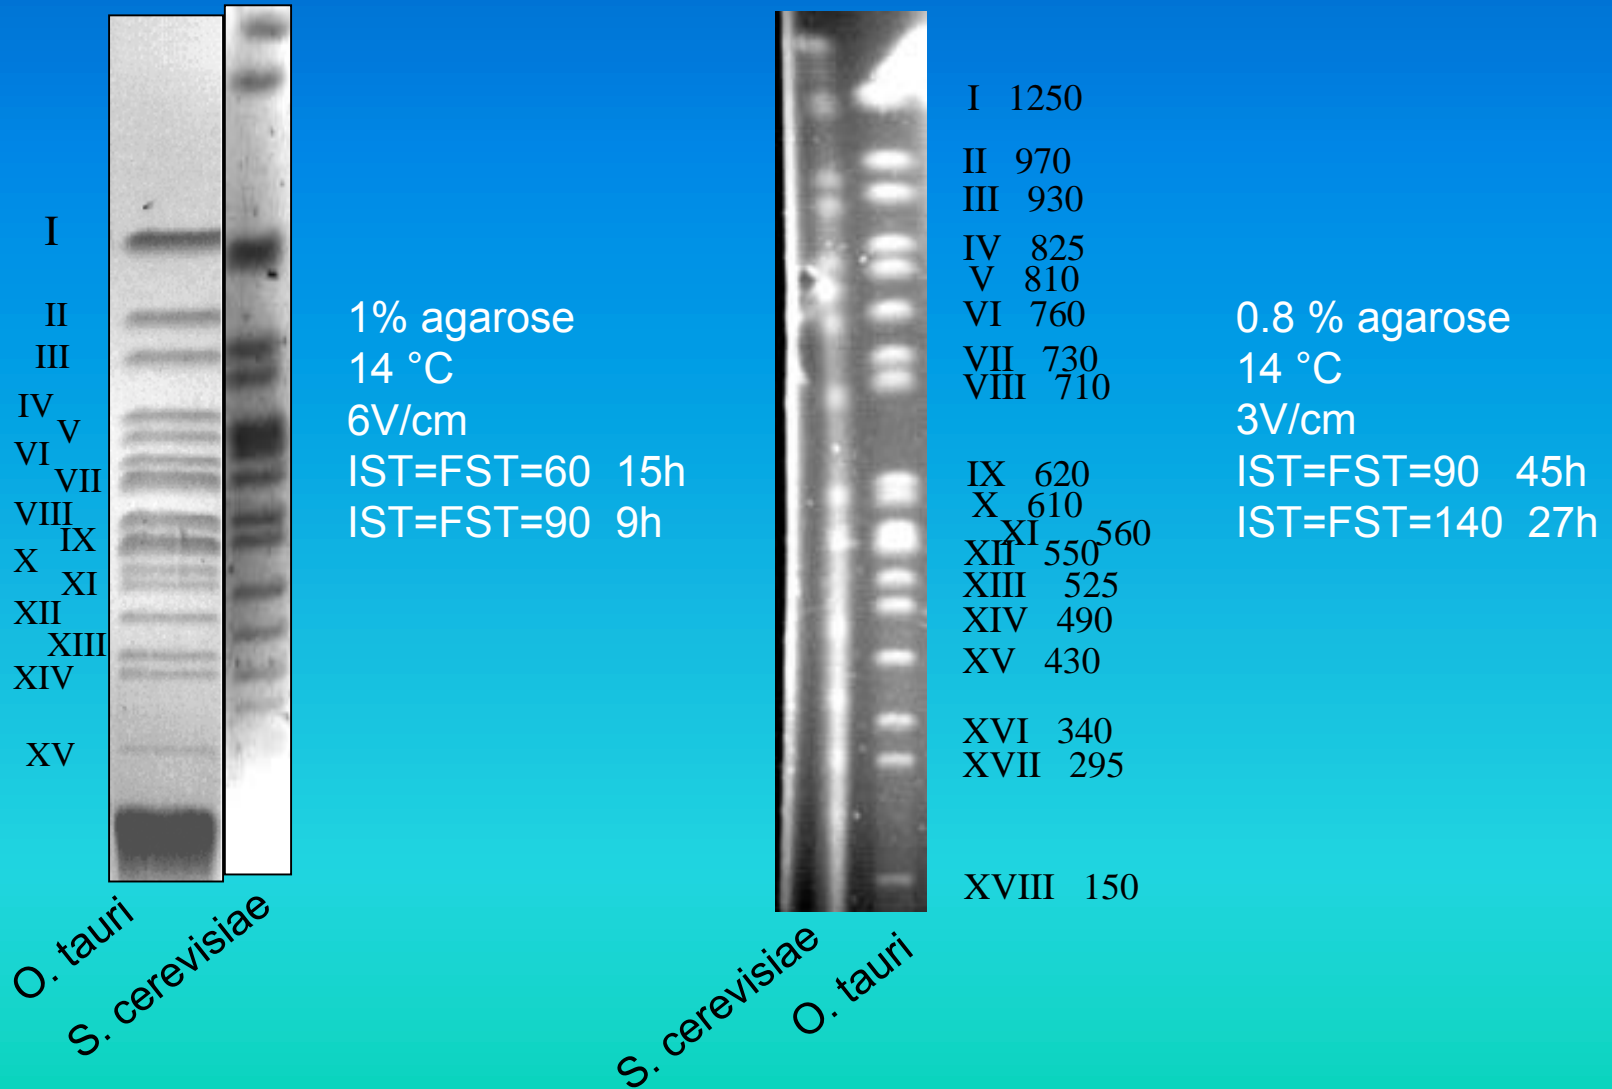 I
II
III
IV
V
VI
VII
VIII
IX
X
XI
XII
XIII
XIV
XV
O. tauri
S. cerevisiae
1% agarose
14 °C
6V/cm
IST=FST=60 15h
IST=FST=90 9h
S. cerevisiae
O. tauri
I 1250
II 970
III 930
IV 825
V 810
VI 760
VII 730
VIII 710
IX 620
X 610
XI 560
XII 550
XIII 525
XIV 490
XV 430
XVI 340
XVII 295
XVIII 150
0.8 % agarose
14 °C
3V/cm
IST=FST=90 45h
IST=FST=140 27h